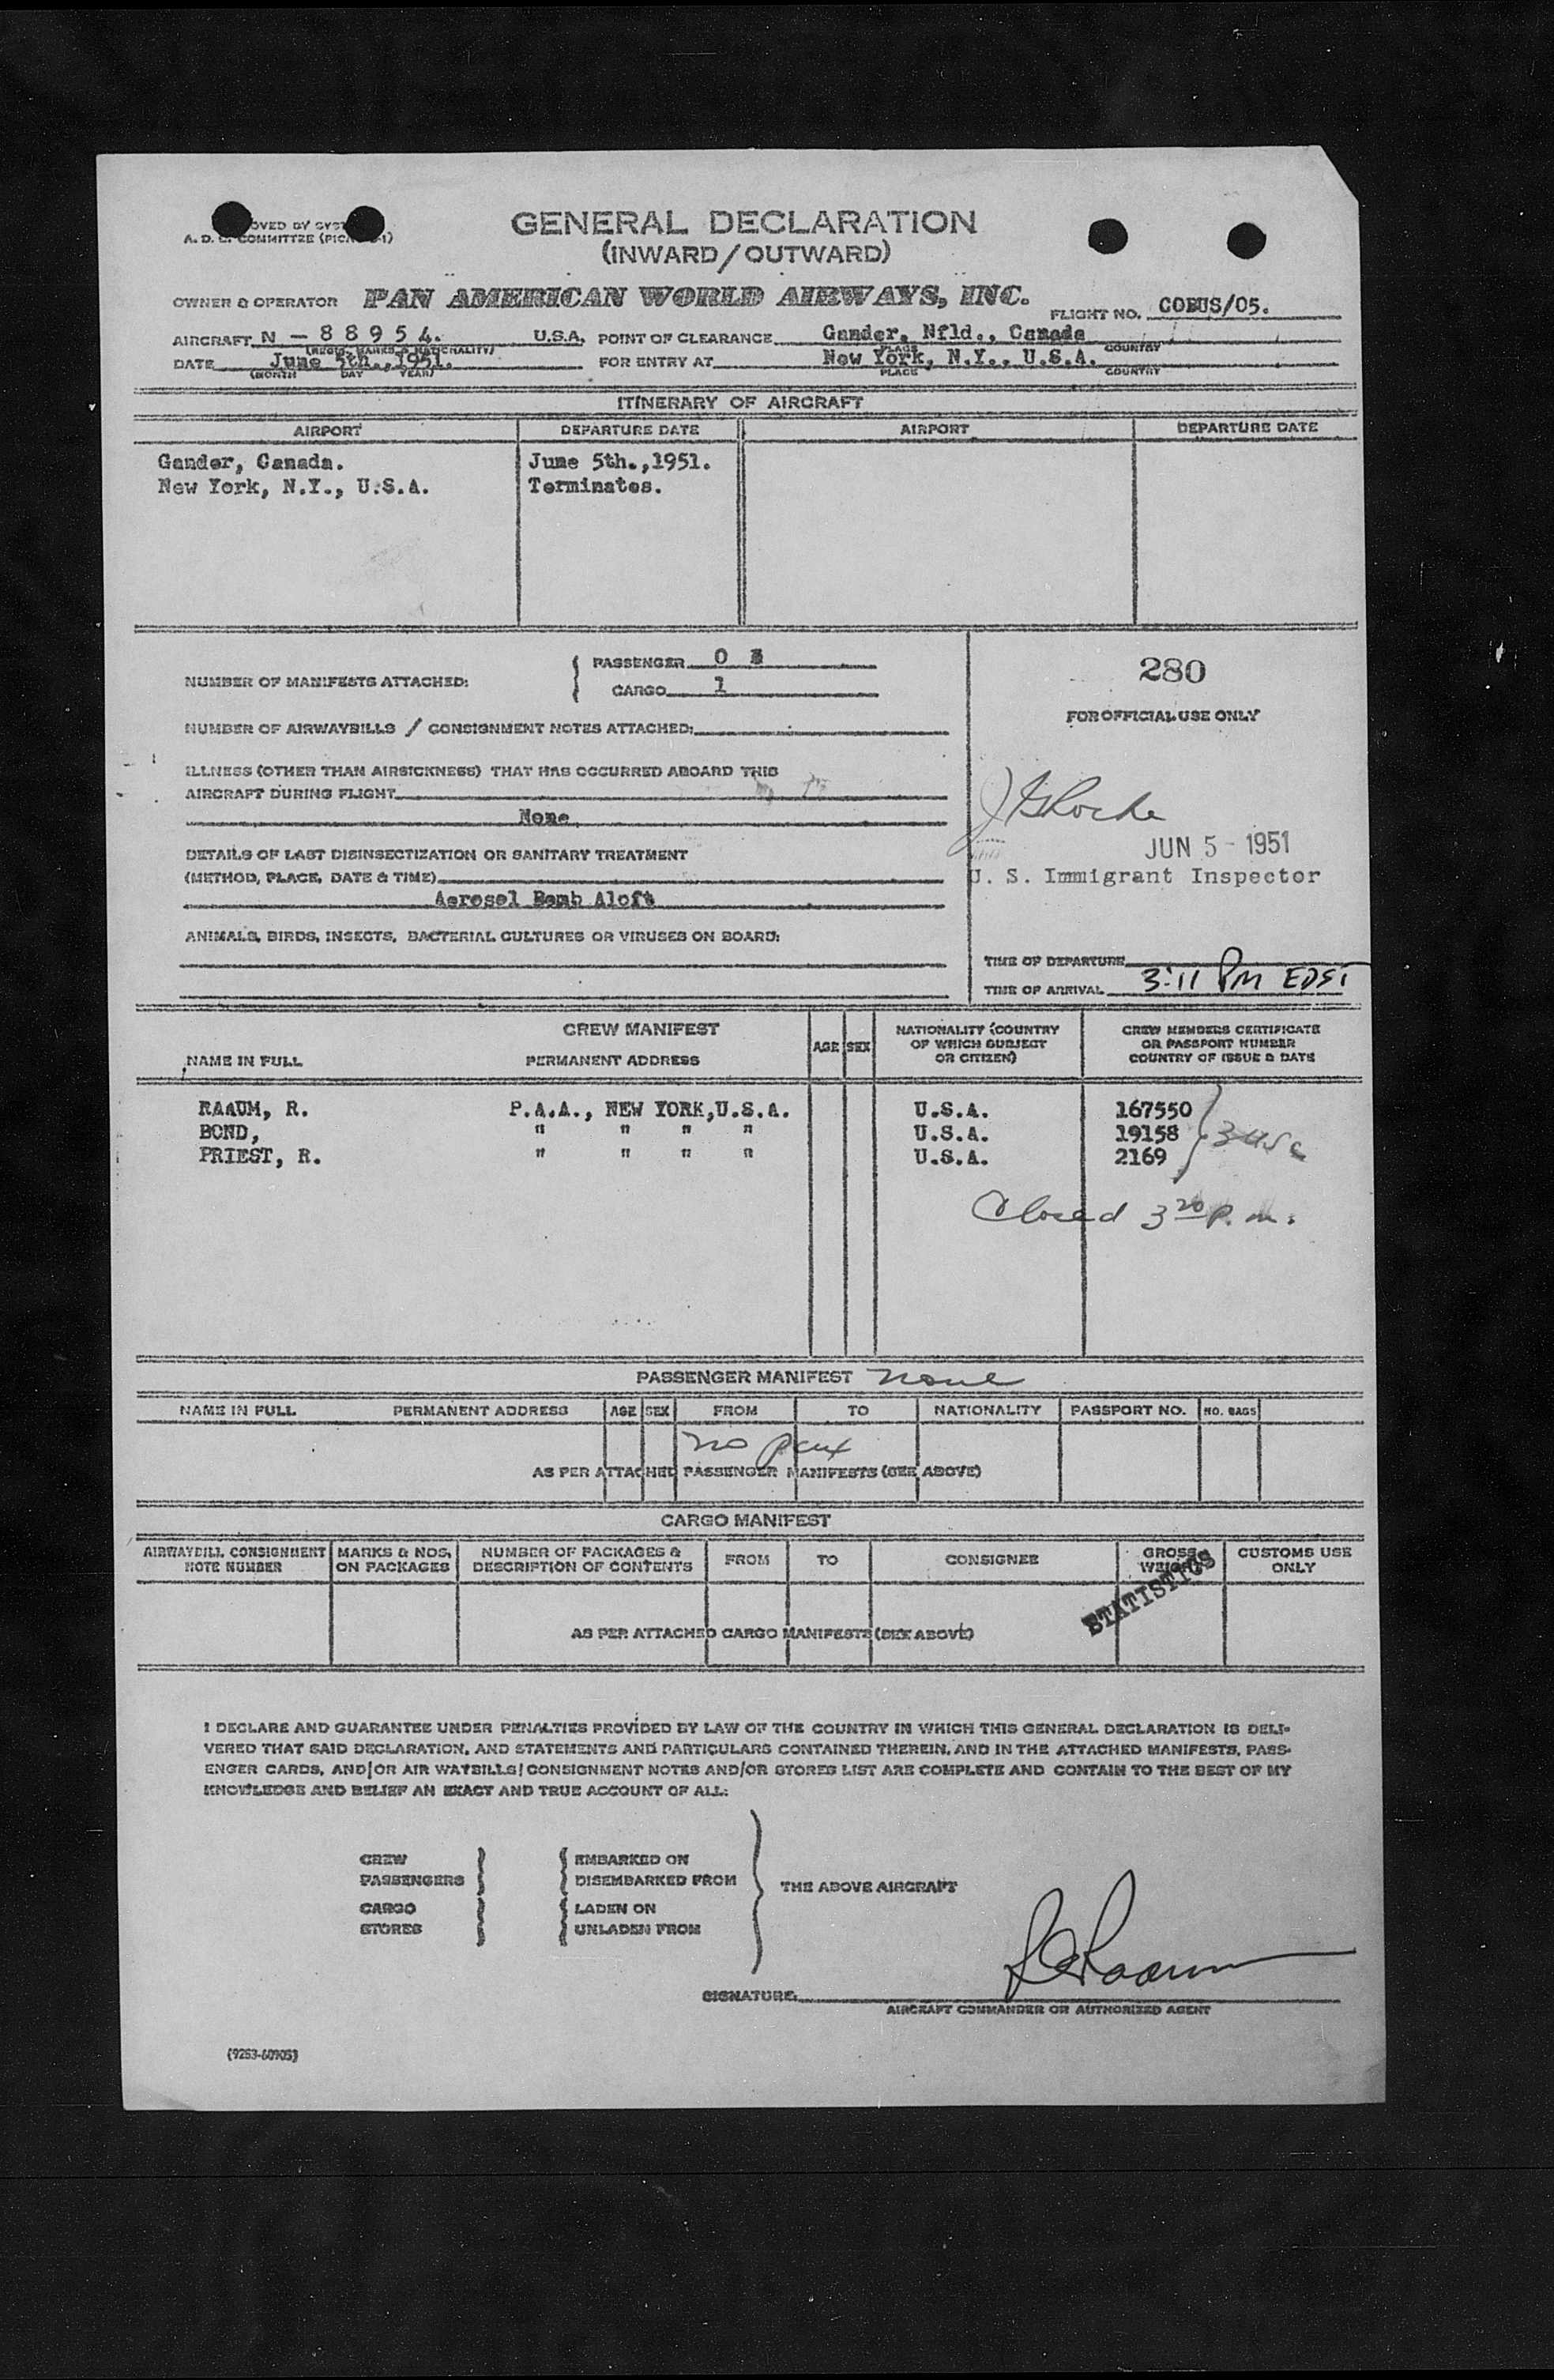 GENERAL DECLARATION
(INWARD/OUTWARD)
OVED BY
A. D. C. COMMITTEE
OWNER & OPERATOR PAN AMERICAN WORLD AIRWAYS, INC.
FLIGHT NO. COBUS/05.
AIRCRAFT N - 88954. U.S.A. POINT OF CLEARANCE Gander, Nfld., Canada
(REGIS. MARKS & NATIONALITY) PLACE COUNTRY
DATE June 5th.,1951. FOR ENTRY AT New York, N.Y., U.S.A.
(MONTH DAY YEAR) PLACE COUNTRY
ITINERARY OF AIRCRAFT
AIRPORT DEPARTURE DATE AIRPORT DEPARTURE DATE
Gander, Canada. June 5th.,1951.
New York, N.Y., U.S.A. Terminates.
NUMBER OF MANIFESTS ATTACHED: PASSENGER 0
CARGO 1
280
FOR OFFICIAL USE ONLY
NUMBER OF AIRWAYBILLS / CONSIGNMENT NOTES ATTACHED:
ILLNESS (OTHER THAN AIRSICKNESS) THAT HAS OCCURRED ABOARD THIS
AIRCRAFT DURING FLIGHT
None
DETAILS OF LAST DISINSECTIZATION OR SANITARY TREATMENT
(METHOD, PLACE, DATE & TIME)
Aerosol Bomb Aloft
JUN 5 - 1951
U. S. Immigrant Inspector
ANIMALS, BIRDS, INSECTS, BACTERIAL CULTURES OR VIRUSES ON BOARD:
TIME OF DEPARTURE
TIME OF ARRIVAL 3:11 PM EDST
CREW MANIFEST
NAME IN FULL PERMANENT ADDRESS AGE SEX NATIONALITY (COUNTRY OF WHICH SUBJECT OR CITIZEN) CREW MEMBERS CERTIFICATE OR PASSPORT NUMBER COUNTRY OF ISSUE & DATE
RAAUM, R. P.A.A., NEW YORK,U.S.A. U.S.A. 167550
BOND, " " " " U.S.A. 19158 3 USC
PRIEST, R. " " " " U.S.A. 2169
Closed 3 20 p.m.
PASSENGER MANIFEST none
NAME IN FULL PERMANENT ADDRESS AGE SEX FROM TO NATIONALITY PASSPORT NO. NO. BAGS
no pax
AS PER ATTACHED PASSENGER MANIFESTS (SEE ABOVE)
CARGO MANIFEST
AIRWAYBILL CONSIGNMENT NOTE NUMBER MARKS & NOS. ON PACKAGES NUMBER OF PACKAGES & DESCRIPTION OF CONTENTS FROM TO CONSIGNEE GROSS WEIGHT CUSTOMS USE ONLY
STATISTICS
AS PER ATTACHED CARGO MANIFESTS (SEE ABOVE)
I DECLARE AND GUARANTEE UNDER PENALTIES PROVIDED BY LAW OF THE COUNTRY IN WHICH THIS GENERAL DECLARATION IS DELI-
VERED THAT SAID DECLARATION, AND STATEMENTS AND PARTICULARS CONTAINED THEREIN, AND IN THE ATTACHED MANIFESTS, PASS-
ENGER CARDS, AND/OR AIR WAYBILLS/CONSIGNMENT NOTES AND/OR STORES LIST ARE COMPLETE AND CONTAIN TO THE BEST OF MY
KNOWLEDGE AND BELIEF AN EXACT AND TRUE ACCOUNT OF ALL:
CREW EMBARKED ON
PASSENGERS DISEMBARKED FROM THE ABOVE AIRCRAFT
CARGO LADEN ON
STORES UNLADEN FROM
SIGNATURE:
AIRCRAFT COMMANDER OR AUTHORIZED AGENT
(9253-60905)